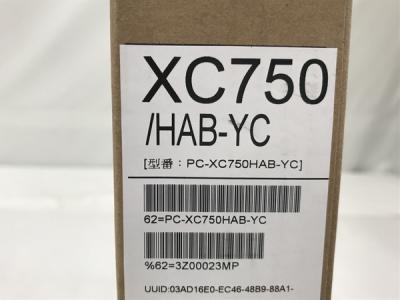 XC750
/HAB-YC
[型番：PC-XC750HAB-YC]
62=PC-XC750HAB-YC
%62=3Z00023MP
UUID:03AD16E0-EC46-48B9-88A1-